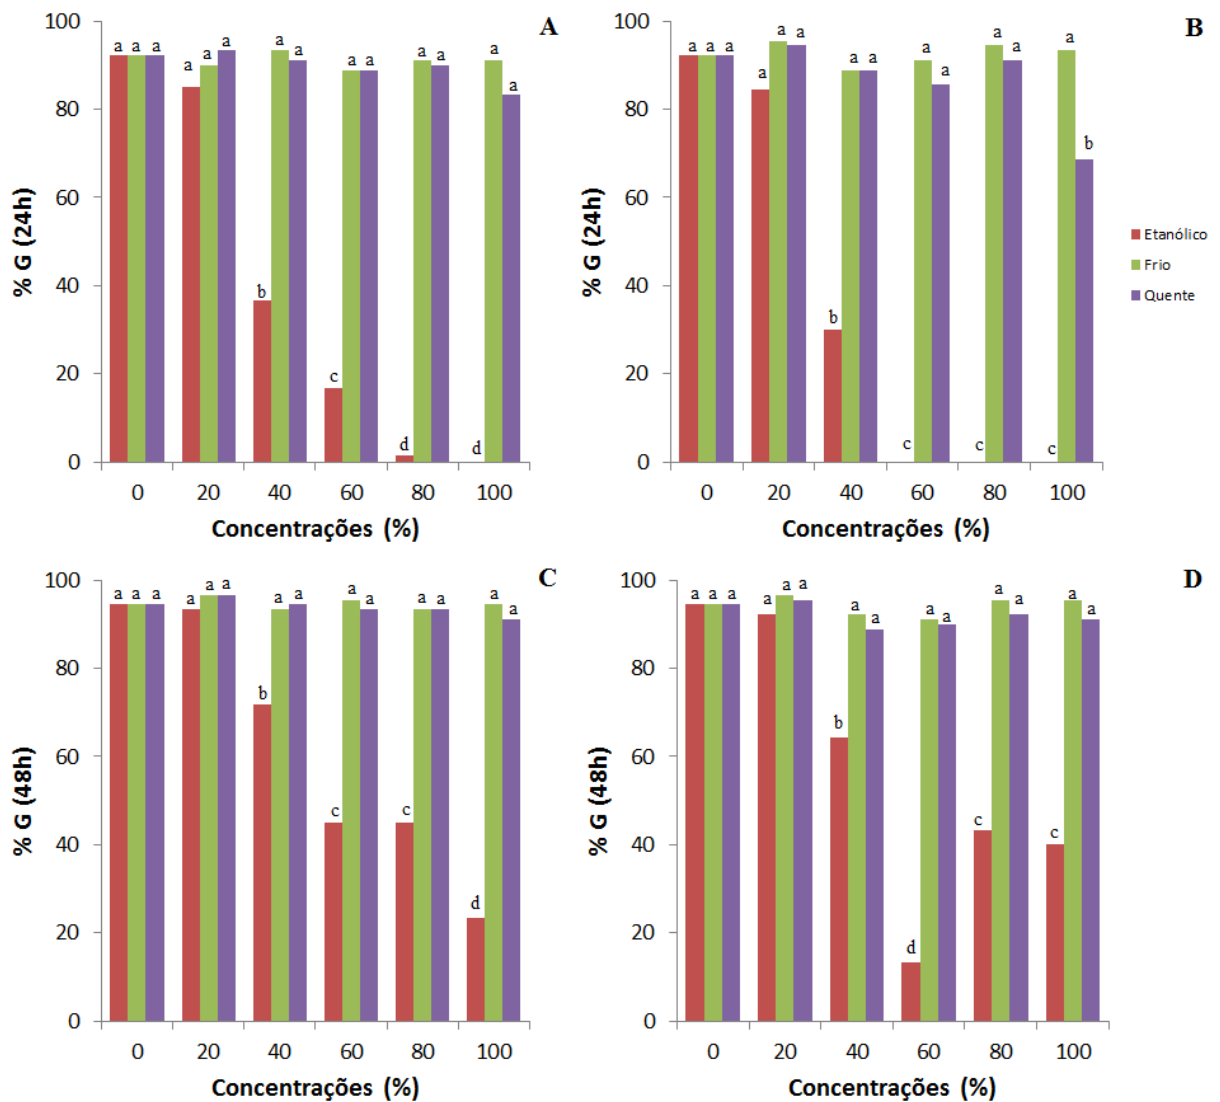 A
% G (24h)
100
80
60
40
20
0
a a a
a a a
b a a
c a a
d a a
d a a
0 20 40 60 80 100
Concentrações (%)
B
% G (24h)
100
80
60
40
20
0
a a a
a a a
b a a
c a a
c a a
c a b
0 20 40 60 80 100
Concentrações (%)
Etanólico
Frio
Quente
C
% G (48h)
100
80
60
40
20
0
a a a
a a a
b a a
c a a
c a a
d a a
0 20 40 60 80 100
Concentrações (%)
D
% G (48h)
100
80
60
40
20
0
a a a
a a a
b a a
d a a
c a a
c a a
0 20 40 60 80 100
Concentrações (%)